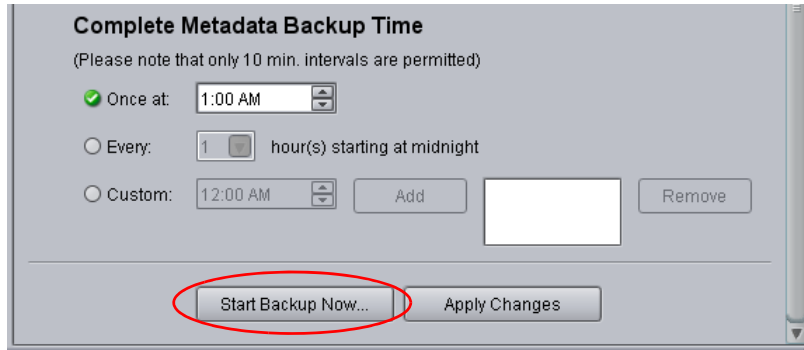 Complete Metadata Backup Time
(Please note that only 10 min. intervals are permitted)
Once at: 1:00 AM
Every: 1 hour(s) starting at midnight
Custom: 12:00 AM Add Remove
Start Backup Now... Apply Changes